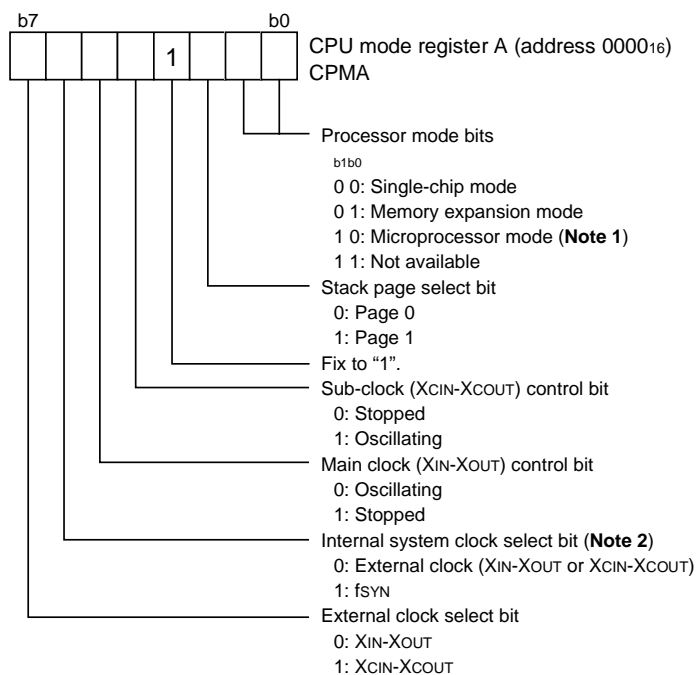 b7 b0
1
CPU mode register A (address 0000₁₆)
CPMA
Processor mode bits
b1b0
0 0: Single-chip mode
0 1: Memory expansion mode
1 0: Microprocessor mode (Note 1)
1 1: Not available
Stack page select bit
0: Page 0
1: Page 1
Fix to “1”.
Sub-clock (XCIN-XCOUT) control bit
0: Stopped
1: Oscillating
Main clock (XIN-XOUT) control bit
0: Oscillating
1: Stopped
Internal system clock select bit (Note 2)
0: External clock (XIN-XOUT or XCIN-XCOUT)
1: fSYN
External clock select bit
0: XIN-XOUT
1: XCIN-XCOUT